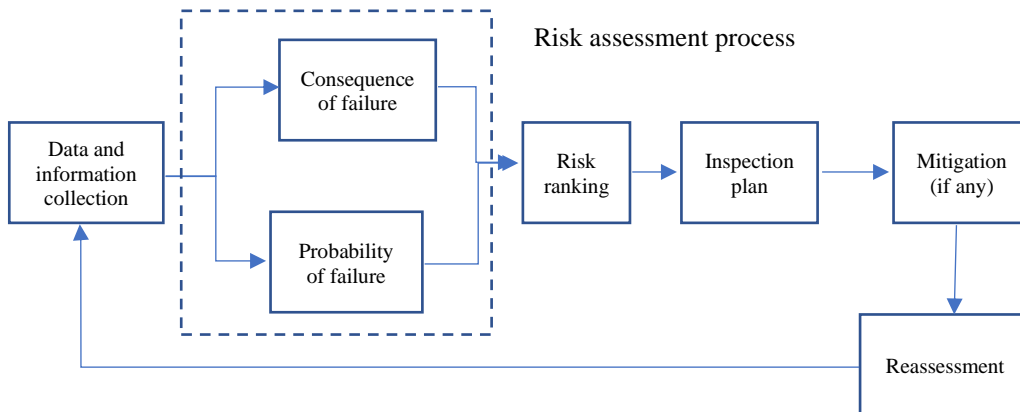 Risk assessment process
Consequence
of failure
Data and
information
collection
Probability
of failure
Risk
ranking
Inspection
plan
Mitigation
(if any)
Reassessment